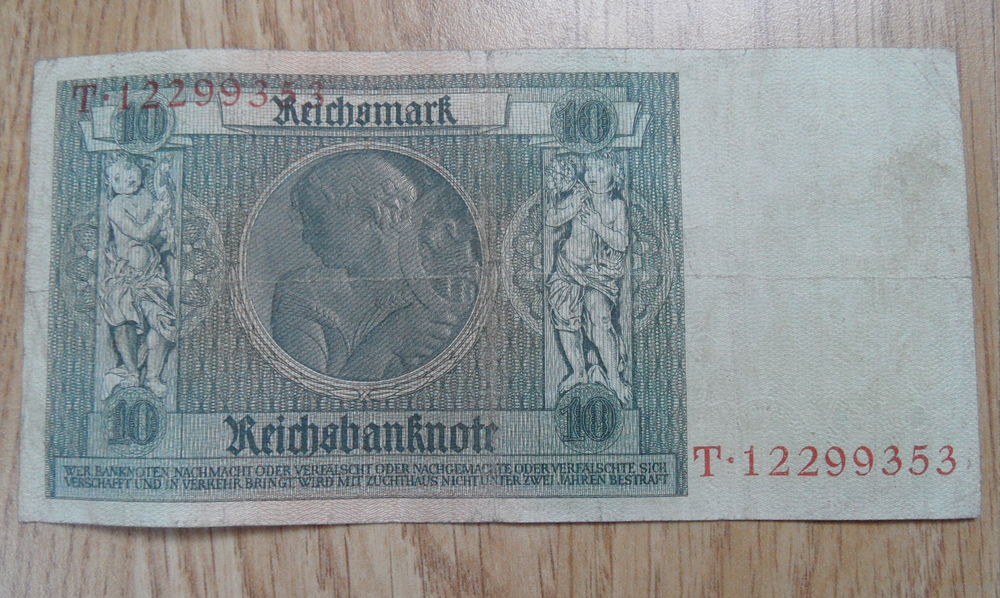 T·12299353
10 Reichsmark 10
10 Reichsbanknote 10
WER BANKNOTEN NACHMACHT ODER VERFÄLSCHT ODER NACHGEMACHTE ODER VERFÄLSCHTE SICH
VERSCHAFFT UND IN VERKEHR BRINGT, WIRD MIT ZUCHTHAUS NICHT UNTER ZWEI JAHREN BESTRAFT
T·12299353